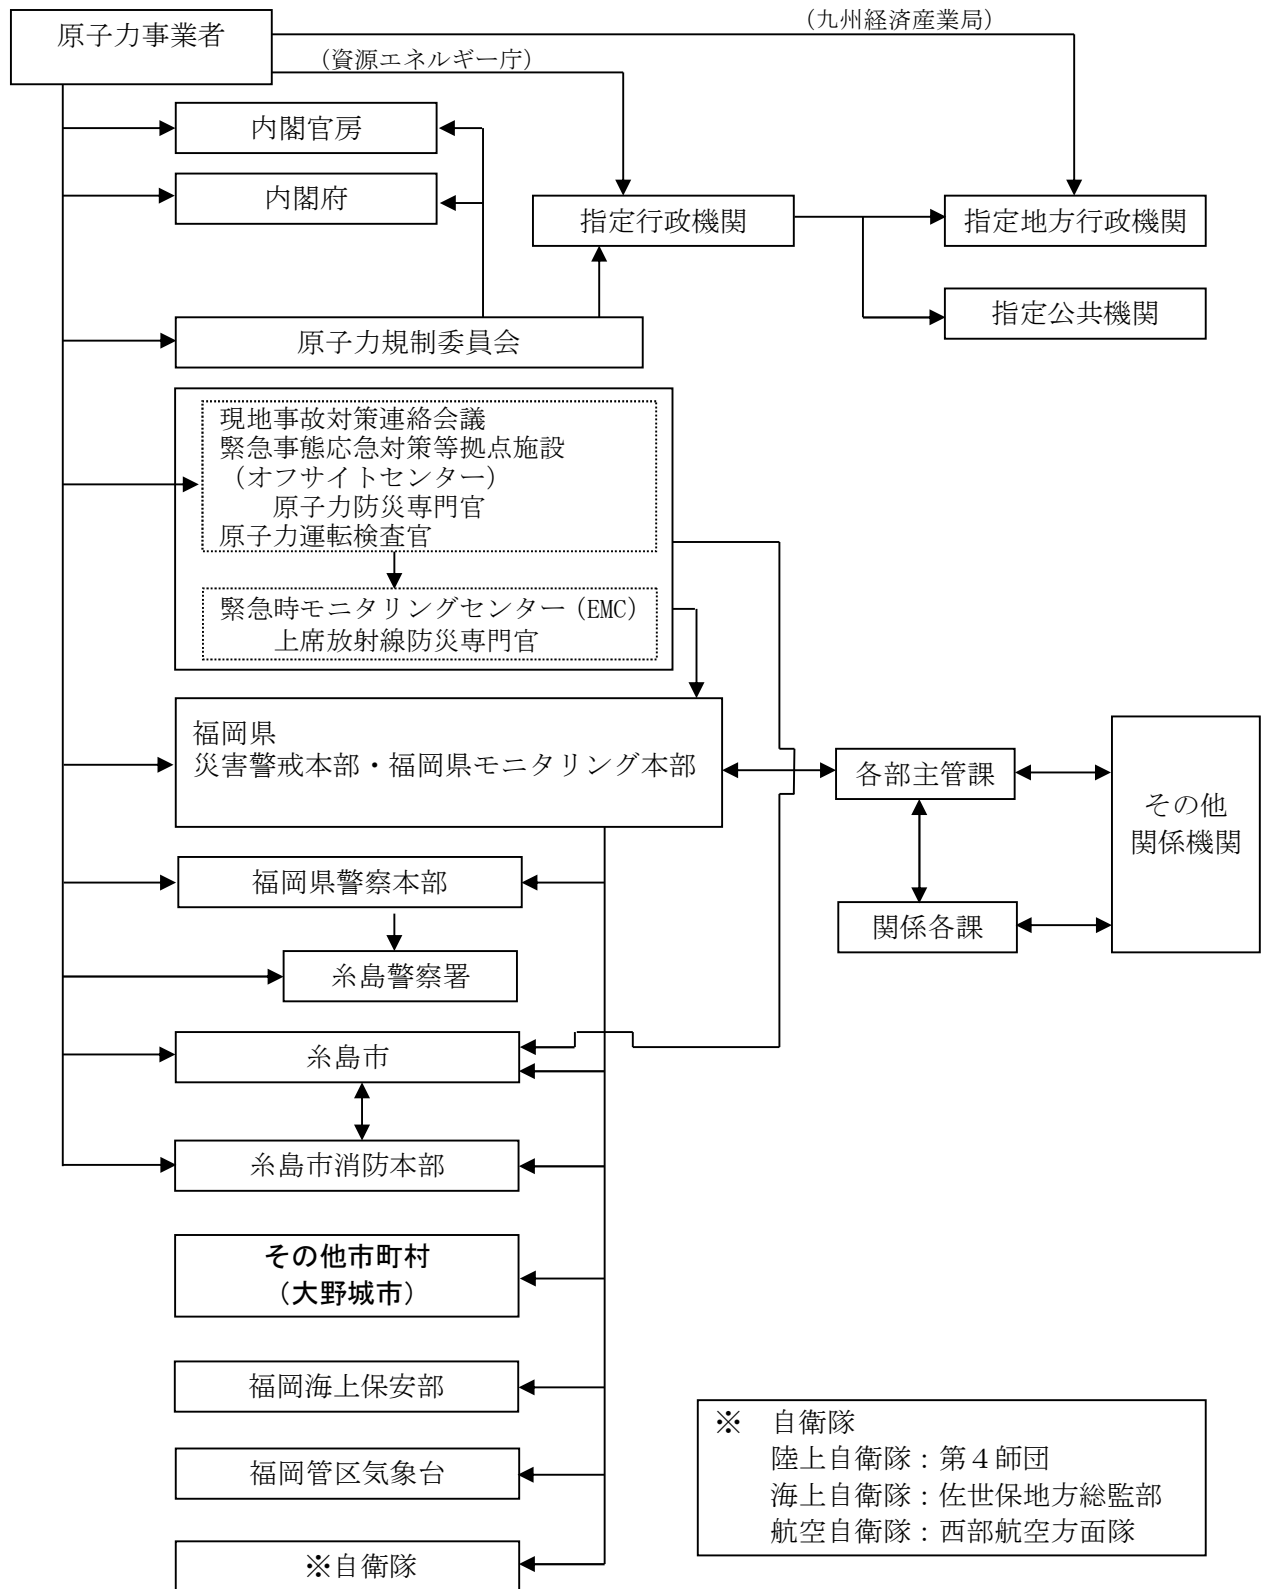 原子力事業者
（九州経済産業局）
（資源エネルギー庁）
内閣官房
内閣府
指定行政機関
指定地方行政機関
指定公共機関
原子力規制委員会
現地事故対策連絡会議
緊急事態応急対策等拠点施設
（オフサイトセンター）
原子力防災専門官
原子力運転検査官
緊急時モニタリングセンター（EMC）
上席放射線防災専門官
福岡県
災害警戒本部・福岡県モニタリング本部
各部主管課
その他
関係機関
福岡県警察本部
関係各課
糸島警察署
糸島市
糸島市消防本部
その他市町村
（大野城市）
福岡海上保安部
福岡管区気象台
※自衛隊
※　自衛隊
陸上自衛隊：第４師団
海上自衛隊：佐世保地方総監部
航空自衛隊：西部航空方面隊